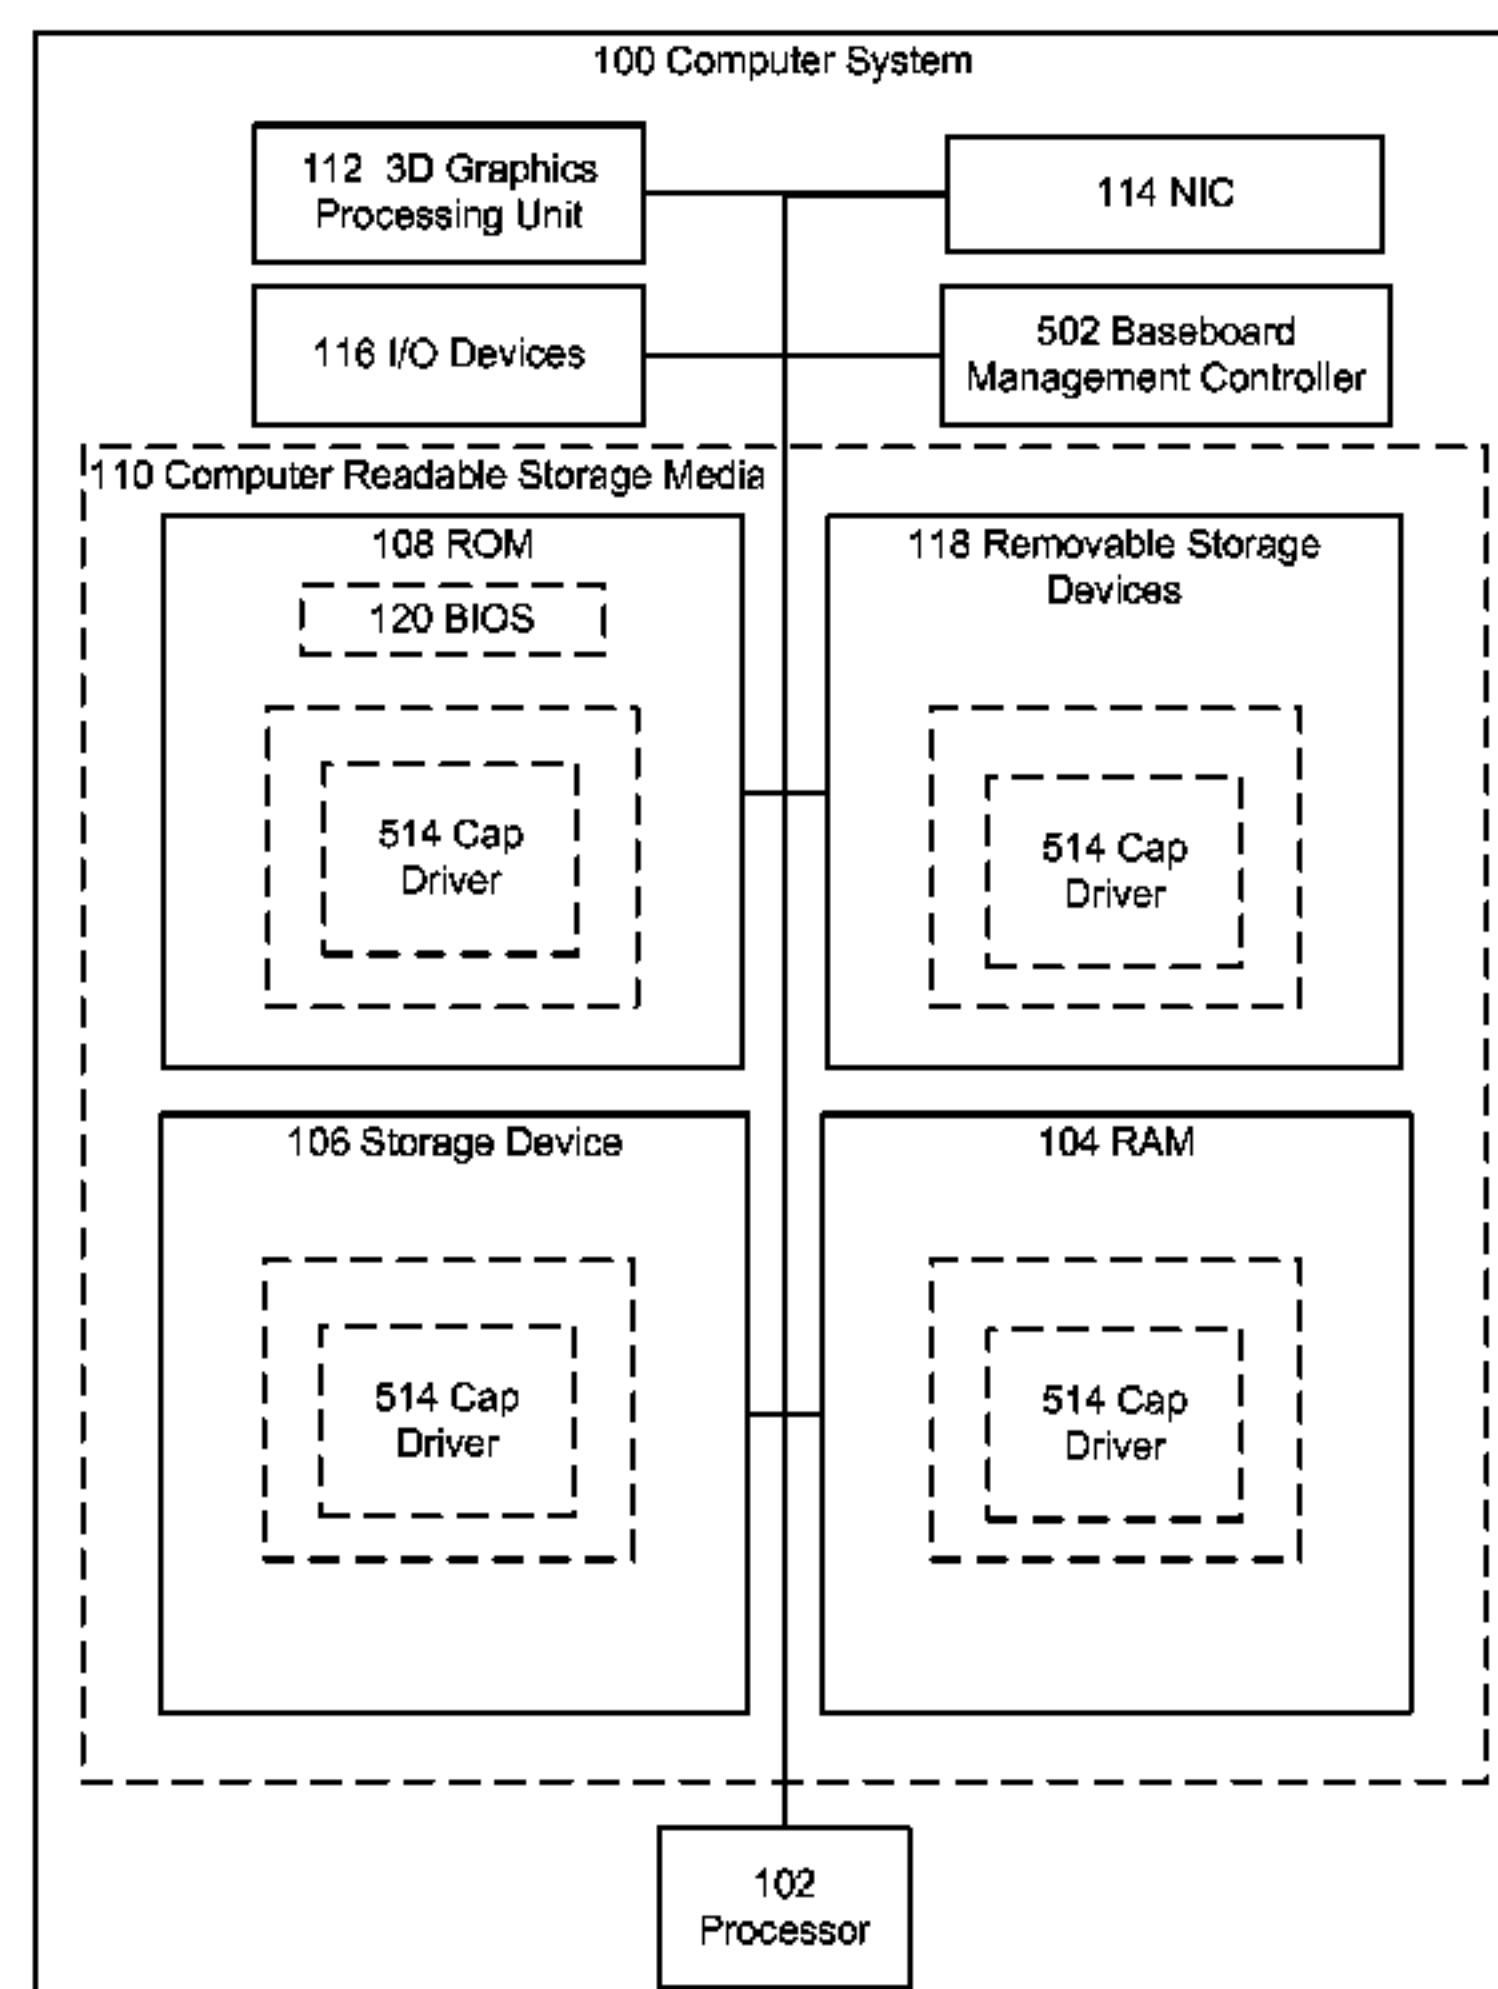 100 Computer System
112 3D Graphics
Processing Unit
114 NIC
116 I/O Devices
502 Baseboard
Management Controller
110 Computer Readable Storage Media
108 ROM
120 BIOS
514 Cap
Driver
118 Removable Storage
Devices
514 Cap
Driver
106 Storage Device
514 Cap
Driver
104 RAM
514 Cap
Driver
102
Processor